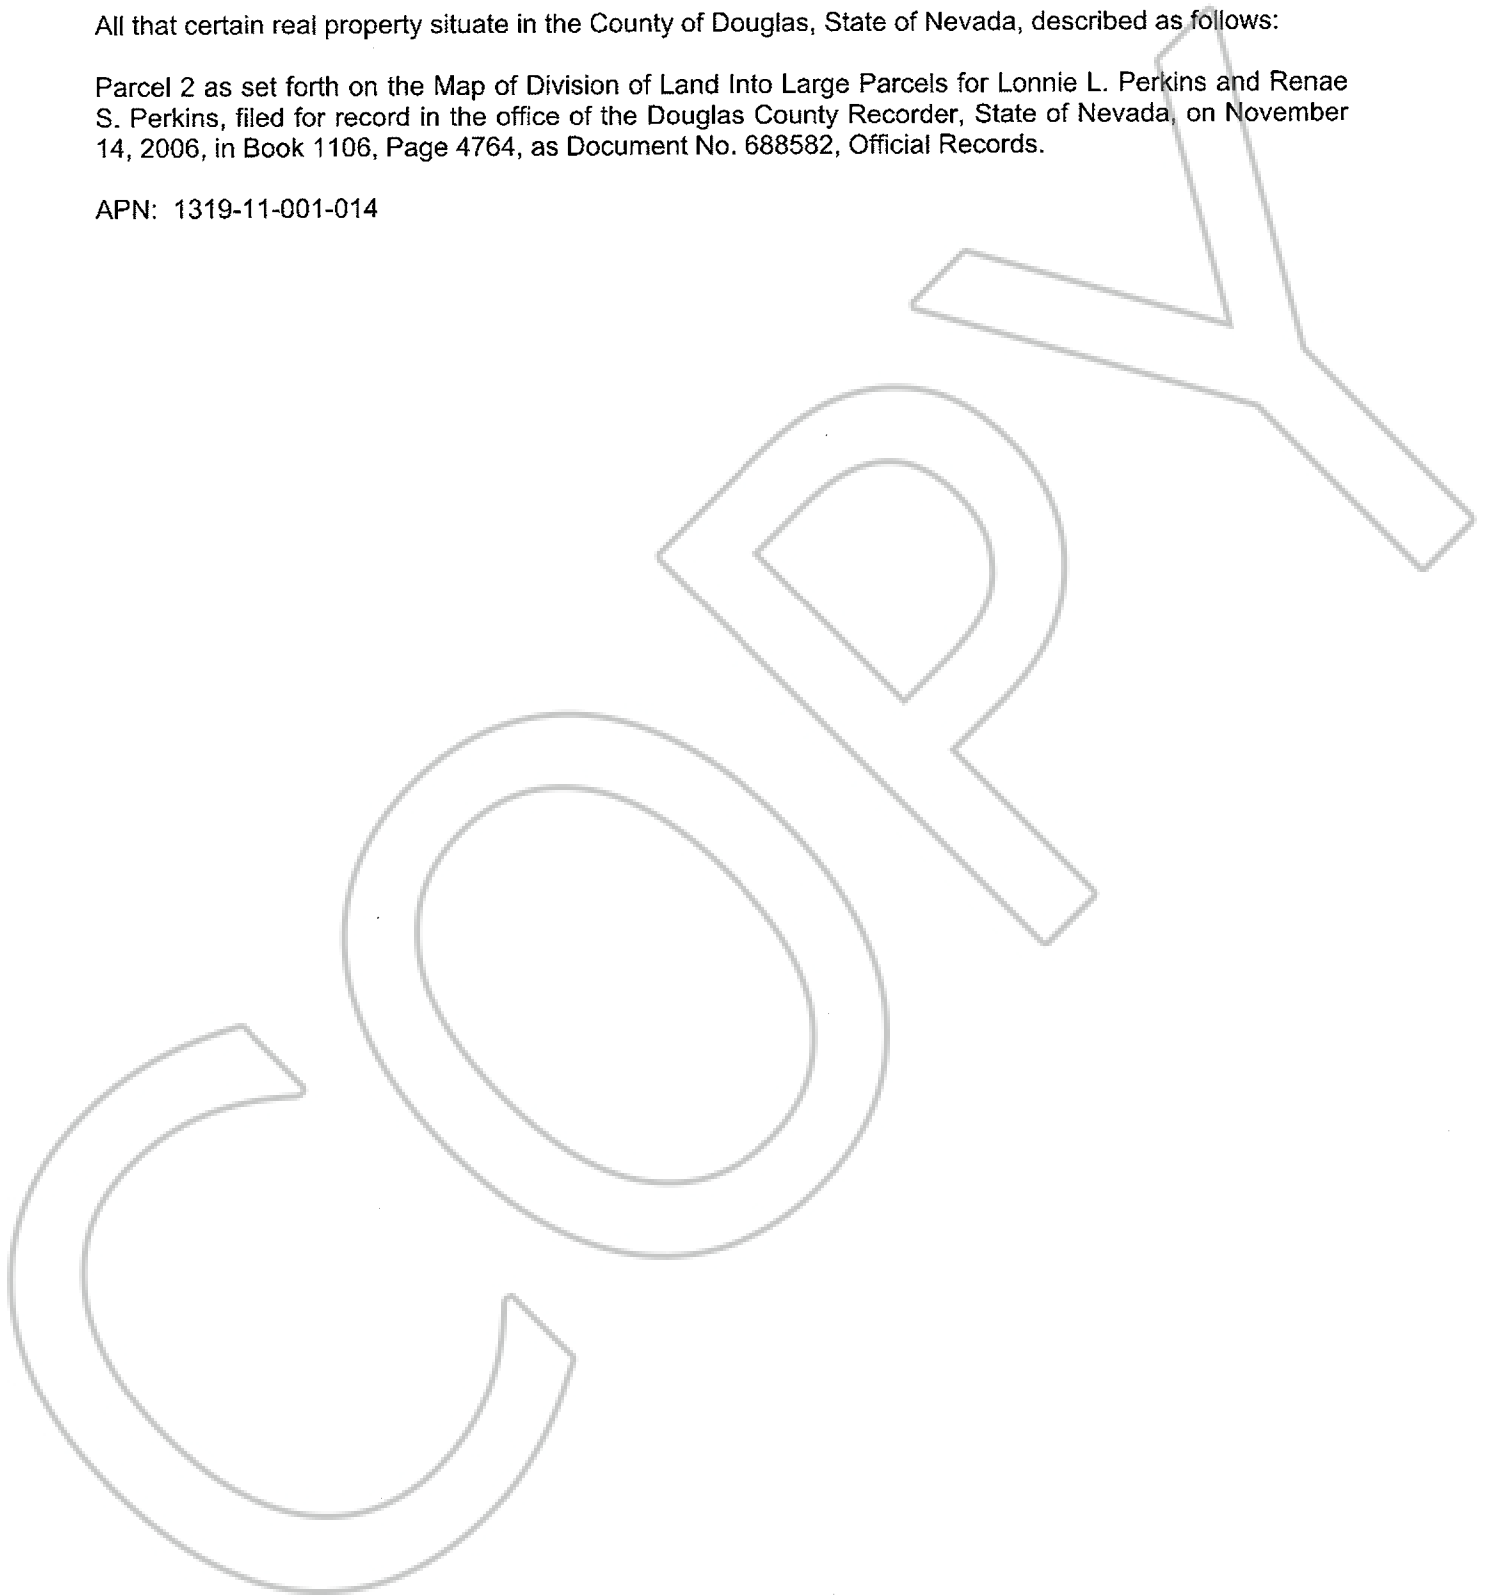 All that certain real property situate in the County of Douglas, State of Nevada, described as follows:
Parcel 2 as set forth on the Map of Division of Land Into Large Parcels for Lonnie L. Perkins and Renae
S. Perkins, filed for record in the office of the Douglas County Recorder, State of Nevada, on November
14, 2006, in Book 1106, Page 4764, as Document No. 688582, Official Records.
APN: 1319-11-001-014
COPY